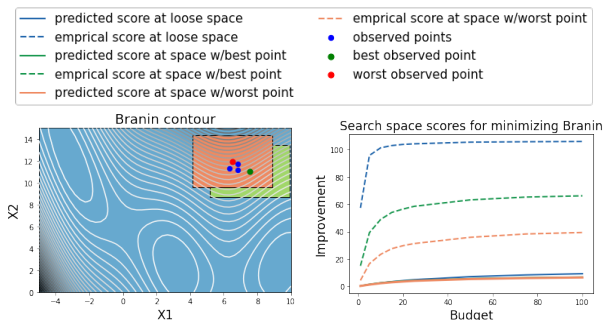 predicted score at loose space
emprical score at loose space
predicted score at space w/best point
emprical score at space w/best point
predicted score at space w/worst point
emprical score at space w/worst point
observed points
best observed point
worst observed point
Branin contour
X2
14
12
10
8
6
4
2
0
−4 −2 0 2 4 6 8 10
X1
Search space scores for minimizing Branin
Improvement
100
80
60
40
20
0
0 20 40 60 80 100
Budget